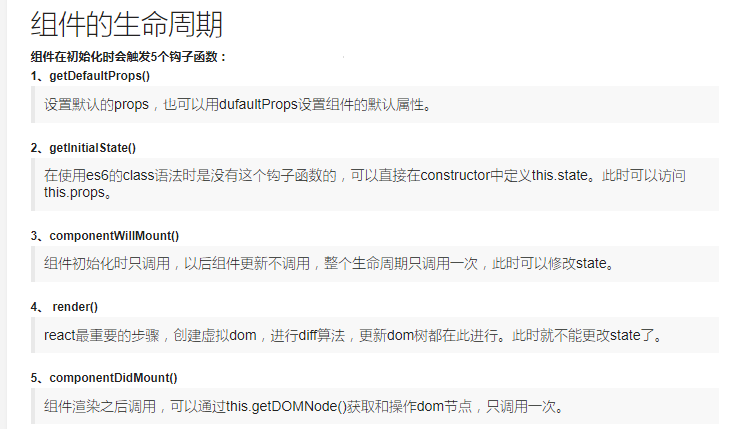 组件的生命周期
组件在初始化时会触发5个钩子函数：
1、getDefaultProps()
设置默认的props，也可以用dufaultProps设置组件的默认属性。
2、getInitialState()
在使用es6的class语法时是没有这个钩子函数的，可以直接在constructor中定义this.state。此时可以访问
this.props。
3、componentWillMount()
组件初始化时只调用，以后组件更新不调用，整个生命周期只调用一次，此时可以修改state。
4、 render()
react最重要的步骤，创建虚拟dom，进行diff算法，更新dom树都在此进行。此时就不能更改state了。
5、componentDidMount()
组件渲染之后调用，可以通过this.getDOMNode()获取和操作dom节点，只调用一次。